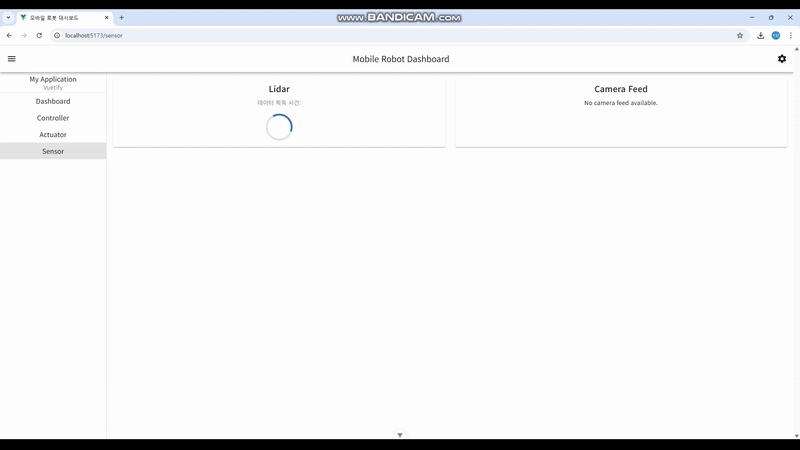 모바일 로봇 대시보드
www.BANDICAM.com
localhost:5173/sensor
Mobile Robot Dashboard
My Application
Vuetify
Dashboard
Controller
Actuator
Sensor
Lidar
데이터 획득 시간:
Camera Feed
No camera feed available.